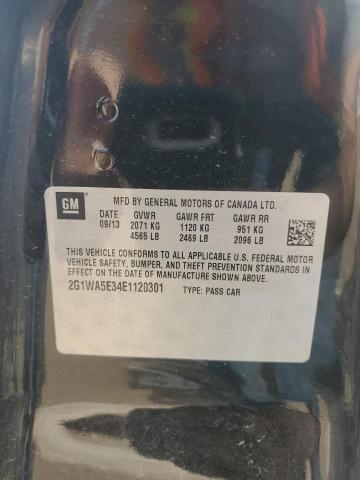 GM
MFD BY GENERAL MOTORS OF CANADA LTD.
DATE GVWR GAWR FRT GAWR RR
09/13 2071 KG 1120 KG 951 KG
4565 LB 2469 LB 2096 LB
THIS VEHICLE CONFORMS TO ALL APPLICABLE U.S. FEDERAL MOTOR
VEHICLE SAFETY, BUMPER, AND THEFT PREVENTION STANDARDS IN
EFFECT ON THE DATE OF MANUFACTURE SHOWN ABOVE.
2G1WA5E34E1120301 TYPE: PASS CAR